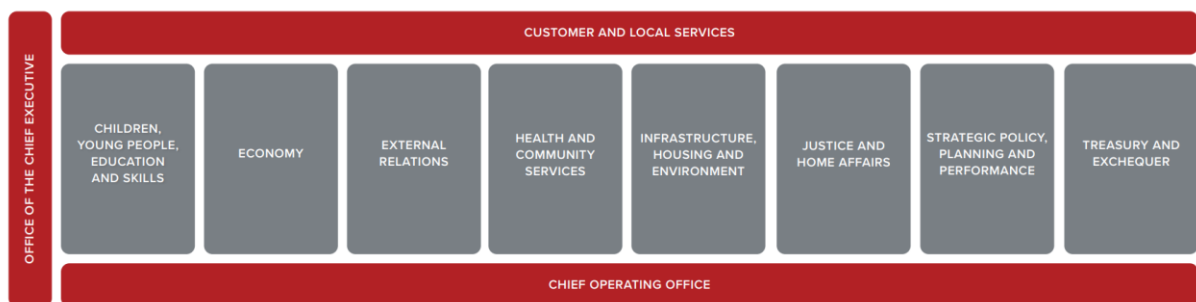 OFFICE OF THE CHIEF EXECUTIVE
CUSTOMER AND LOCAL SERVICES
CHILDREN,
YOUNG PEOPLE,
EDUCATION
AND SKILLS
ECONOMY
EXTERNAL
RELATIONS
HEALTH AND
COMMUNITY
SERVICES
INFRASTRUCTURE,
HOUSING AND
ENVIRONMENT
JUSTICE AND
HOME AFFAIRS
STRATEGIC POLICY,
PLANNING AND
PERFORMANCE
TREASURY AND
EXCHEQUER
CHIEF OPERATING OFFICE